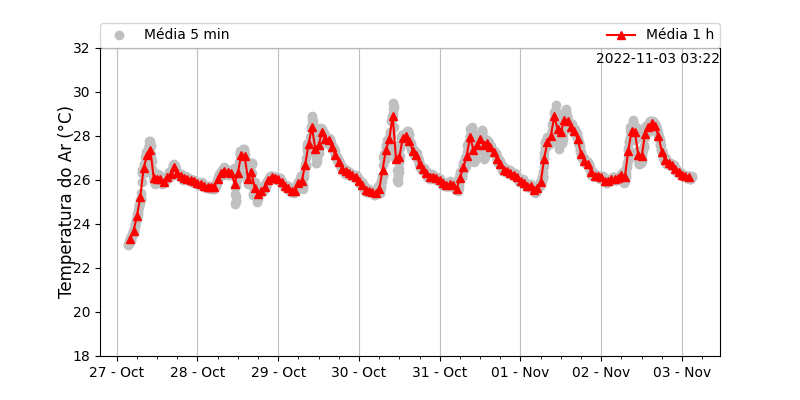 Média 5 min
Média 1 h
2022-11-03 03:22
Temperatura do Ar (°C)
32
30
28
26
24
22
20
18
27 - Oct
28 - Oct
29 - Oct
30 - Oct
31 - Oct
01 - Nov
02 - Nov
03 - Nov